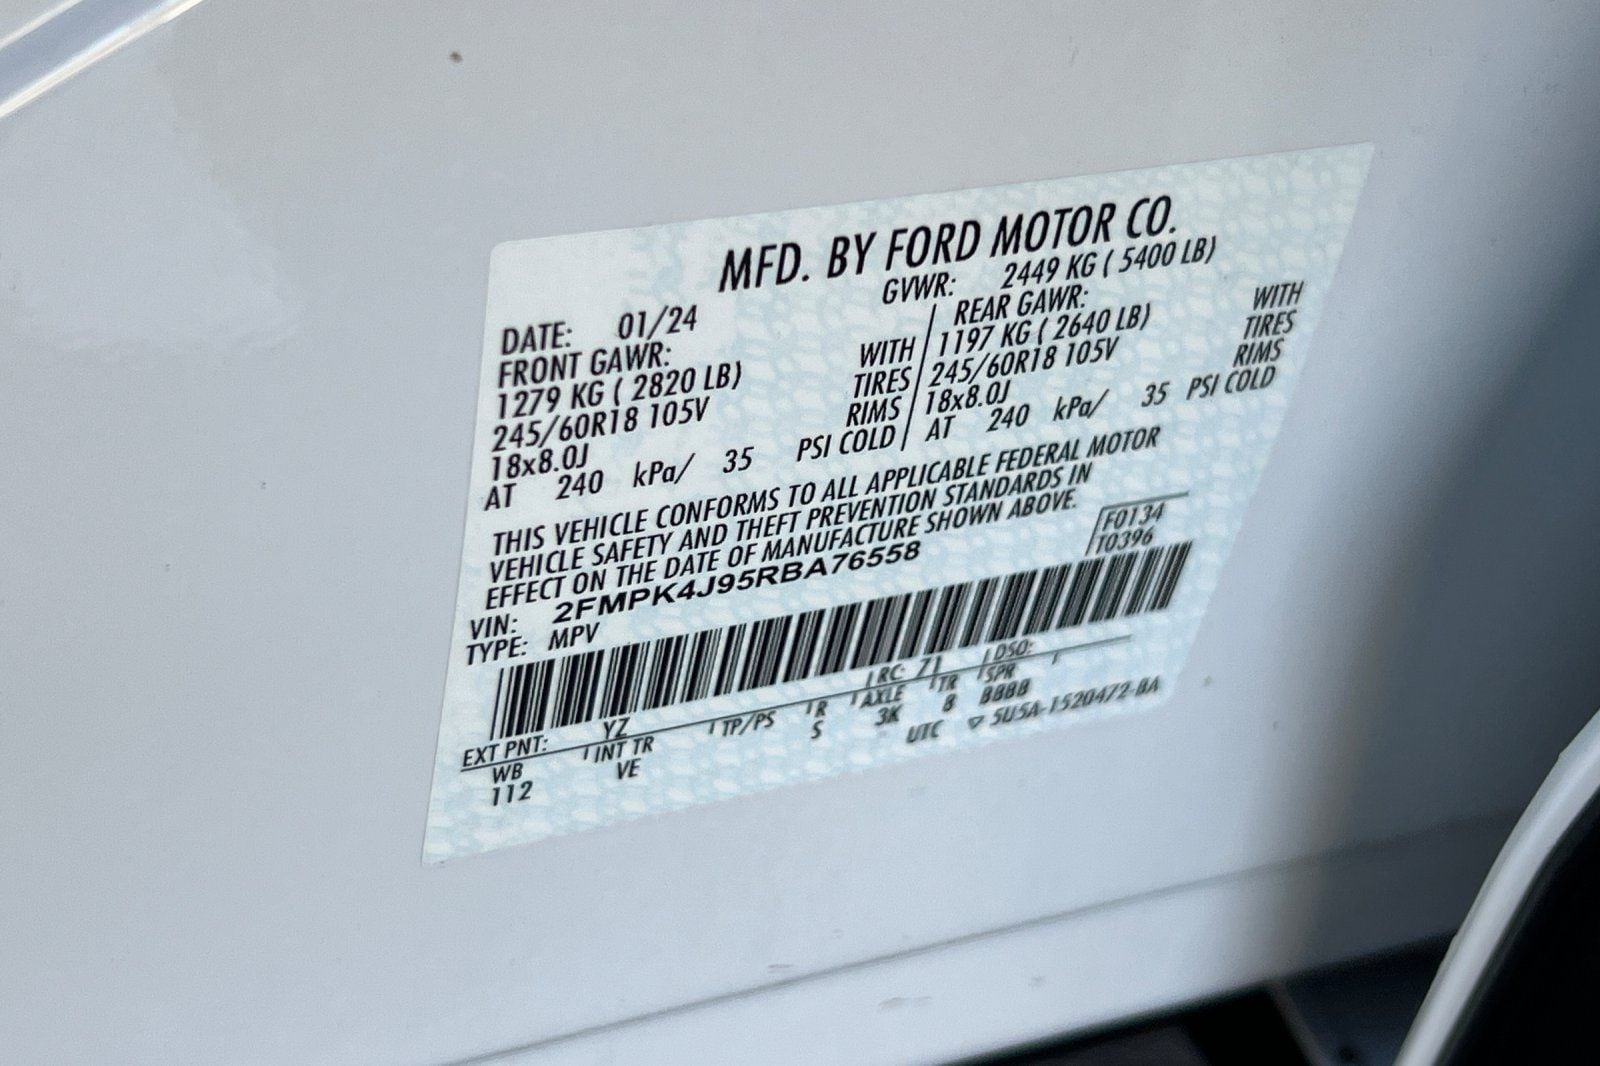 MFD. BY FORD MOTOR CO.
DATE: 01/24 GVWR: 2449 KG ( 5400 LB)
FRONT GAWR: REAR GAWR:
1279 KG ( 2820 LB) WITH 1197 KG ( 2640 LB) WITH
245/60R18 105V TIRES 245/60R18 105V TIRES
18x8.0J RIMS 18x8.0J RIMS
AT 240 kPa/ 35 PSI COLD AT 240 kPa/ 35 PSI COLD
THIS VEHICLE CONFORMS TO ALL APPLICABLE FEDERAL MOTOR
VEHICLE SAFETY AND THEFT PREVENTION STANDARDS IN
EFFECT ON THE DATE OF MANUFACTURE SHOWN ABOVE.
VIN: 2FMPK4J95RBA76558 F0134
TYPE: MPV T0396
EXT PNT: YZ RC: 71 DSO:
WB INT TR TP/PS R AXLE TR SPR
112 VE S 3K 8 BBBB
UTC ▽ 5U5A-1520472-BA